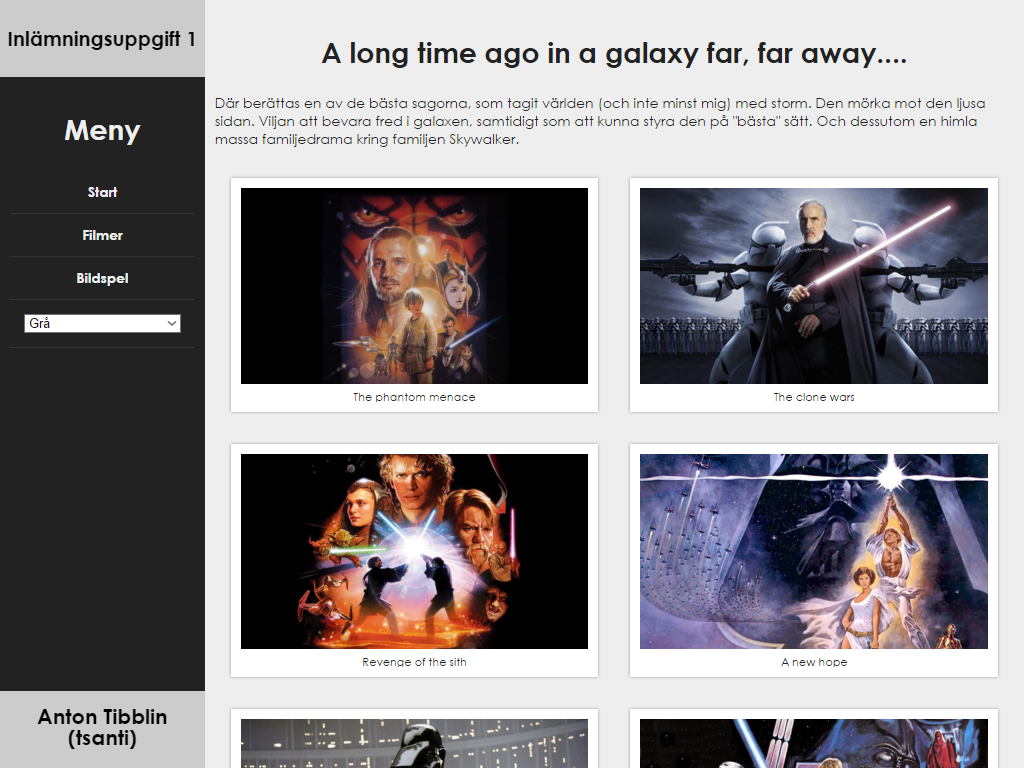 Inlämningsuppgift 1
Meny
Start
Filmer
Bildspel
Grå
Anton Tibblin
(tsanti)
A long time ago in a galaxy far, far away....
Där berättas en av de bästa sagorna, som tagit världen (och inte minst mig) med storm. Den mörka mot den ljusa
sidan. Viljan att bevara fred i galaxen, samtidigt som att kunna styra den på "bästa" sätt. Och dessutom en himla
massa familjedrama kring familjen Skywalker.
The phantom menace
The clone wars
Revenge of the sith
A new hope